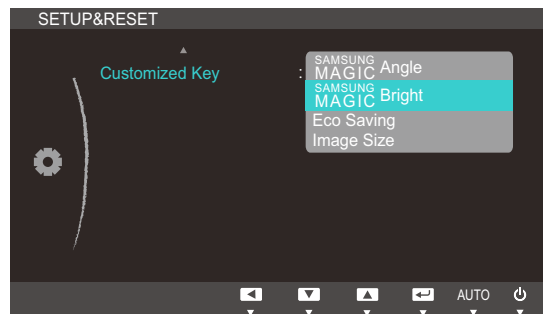 SETUP&RESET
Customized Key : SAMSUNG MAGIC Angle
SAMSUNG MAGIC Bright
Eco Saving
Image Size
AUTO